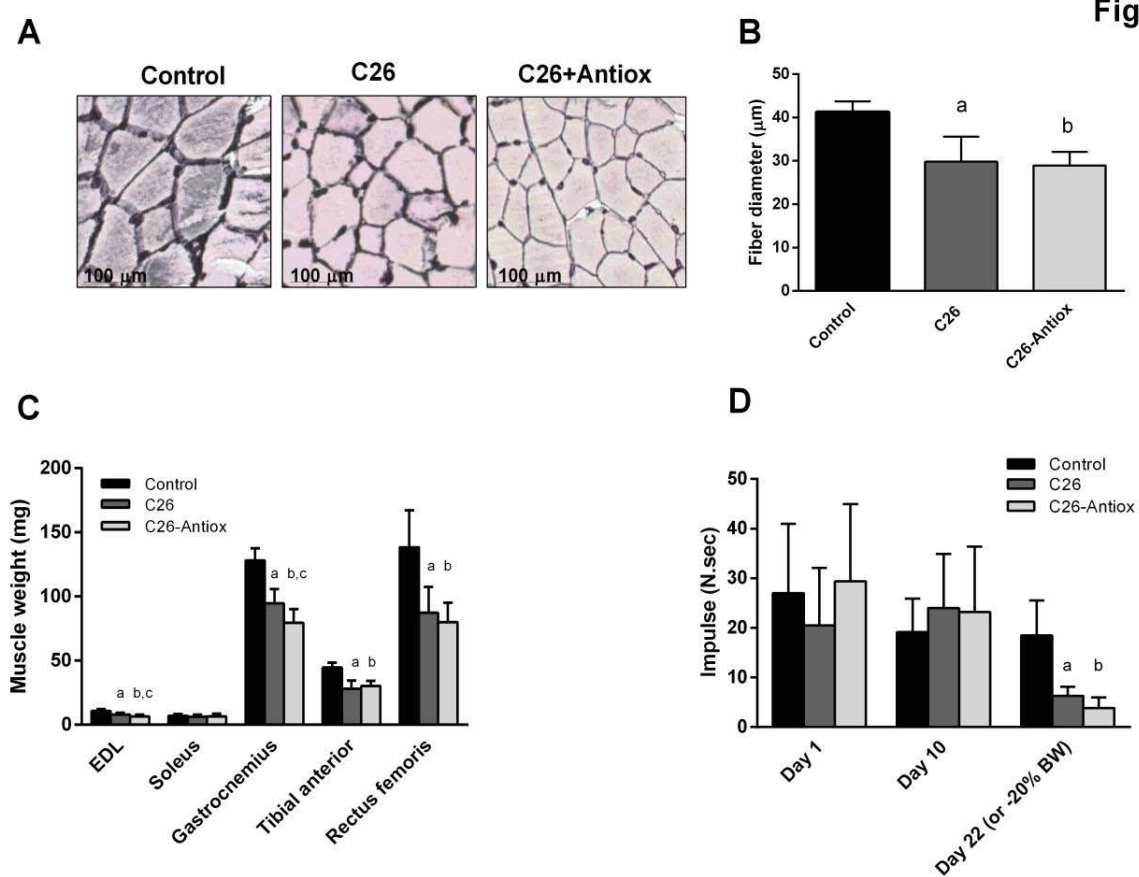 Fig
A
Control
C26
C26+Antiox
100 μm
100 μm
100 μm
B
Fiber diameter (μm)
50
40
30
20
10
0
a
b
Control
C26
C26-Antiox
C
Muscle weight (mg)
200
150
100
50
0
Control
C26
C26-Antiox
a b,c
a b,c
a b
a b
EDL
Soleus
Gastrocnemius
Tibial anterior
Rectus femoris
D
Impulse (N.sec)
50
40
30
20
10
0
Control
C26
C26-Antiox
a
b
Day 1
Day 10
Day 22 (or -20% BW)